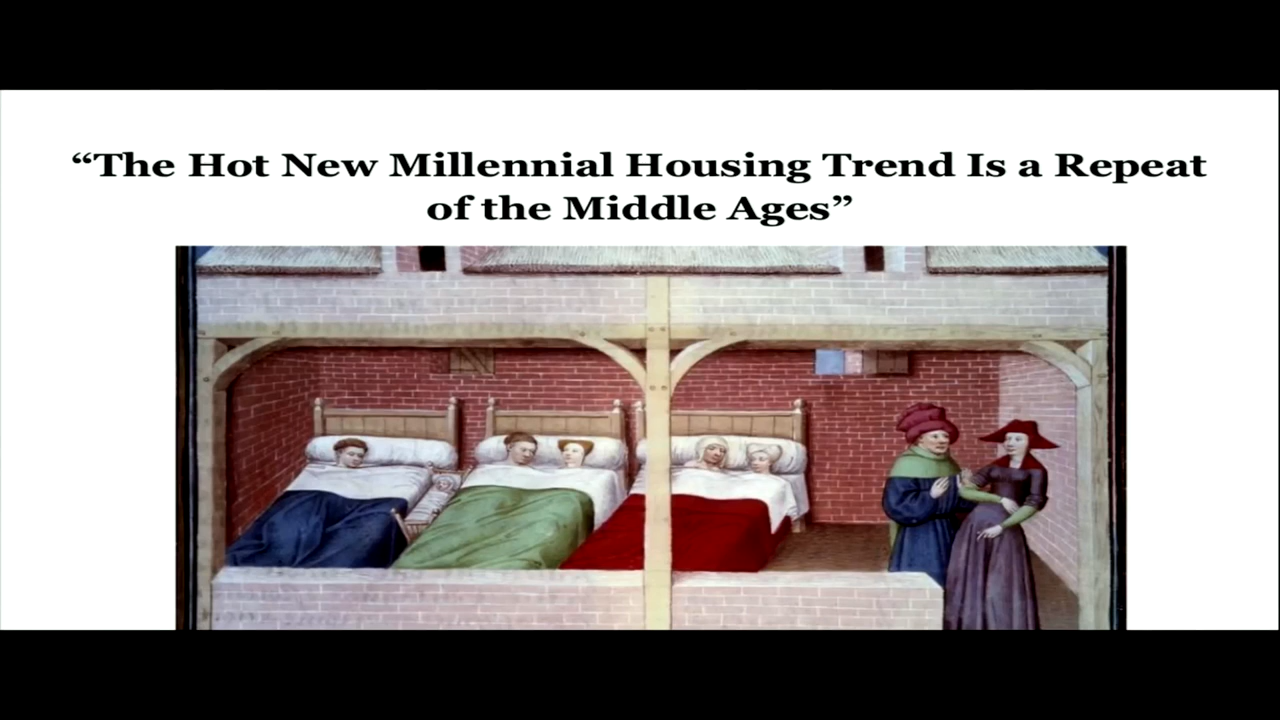 “The Hot New Millennial Housing Trend Is a Repeat
of the Middle Ages”